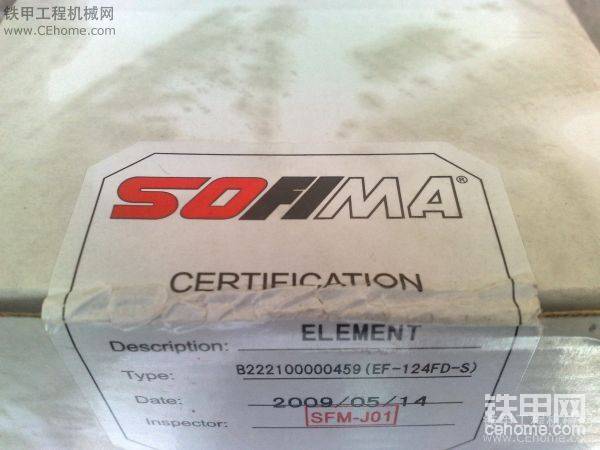 铁甲工程机械网
www.CEhome.com
SOFIMA®
CERTIFICATION
Description: ELEMENT
Type: B222100000459(EF-124FD-S)
Date: 2009/05/14
Inspector: SFM-J01
铁甲网
cehome.com